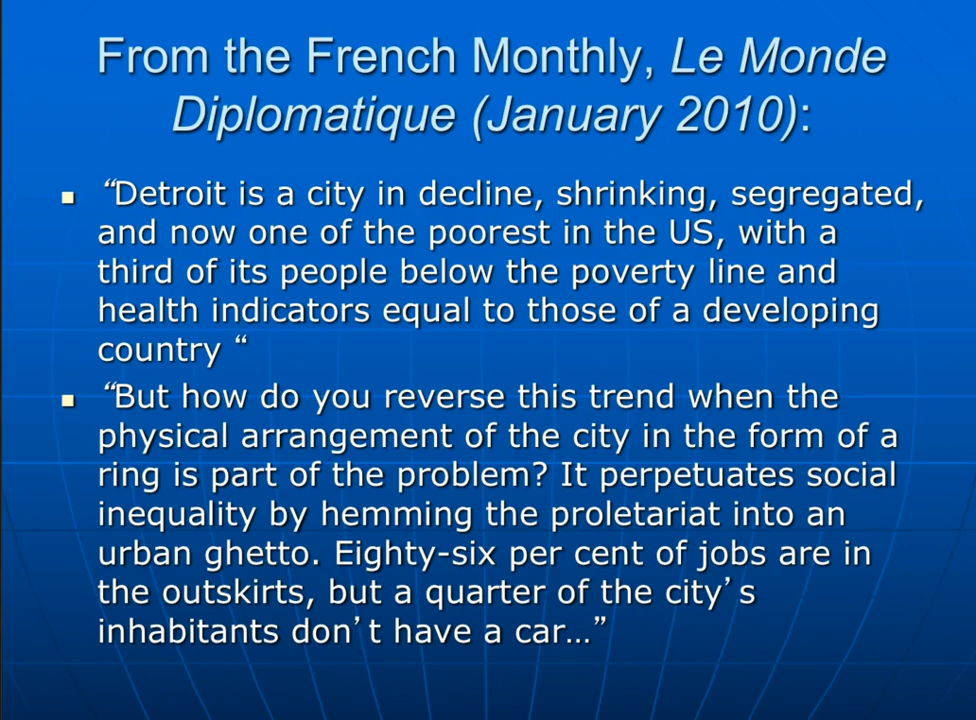 From the French Monthly, Le Monde
Diplomatique (January 2010):
“Detroit is a city in decline, shrinking, segregated,
and now one of the poorest in the US, with a
third of its people below the poverty line and
health indicators equal to those of a developing
country “
“But how do you reverse this trend when the
physical arrangement of the city in the form of a
ring is part of the problem? It perpetuates social
inequality by hemming the proletariat into an
urban ghetto. Eighty-six per cent of jobs are in
the outskirts, but a quarter of the city’s
inhabitants don’t have a car…”